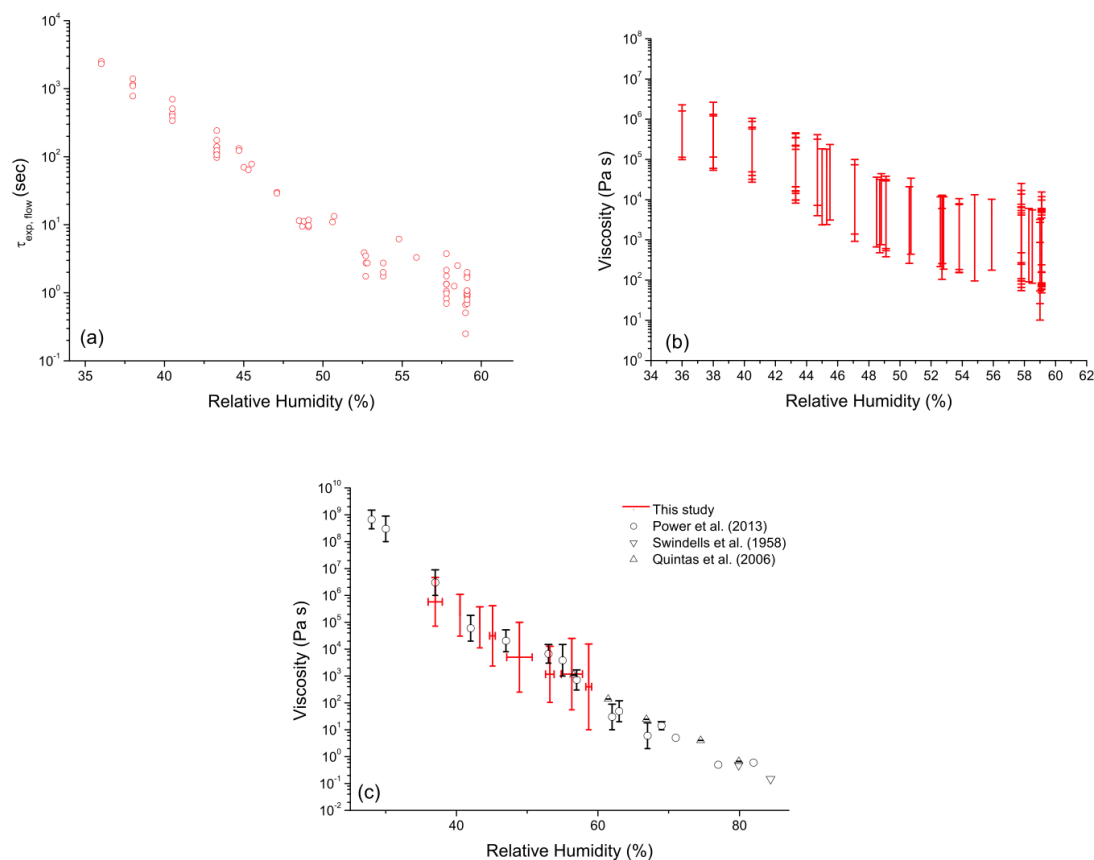 10^4
10^3
10^2
10^1
10^0
10^-1
τexp, flow (sec)
(a)
35 40 45 50 55 60
Relative Humidity (%)
10^8
10^7
10^6
10^5
10^4
10^3
10^2
10^1
10^0
Viscosity (Pa s)
(b)
34 36 38 40 42 44 46 48 50 52 54 56 58 60 62
Relative Humidity (%)
10^10
10^9
10^8
10^7
10^6
10^5
10^4
10^3
10^2
10^1
10^0
10^-1
10^-2
Viscosity (Pa s)
This study
Power et al. (2013)
Swindells et al. (1958)
Quintas et al. (2006)
(c)
40 60 80
Relative Humidity (%)